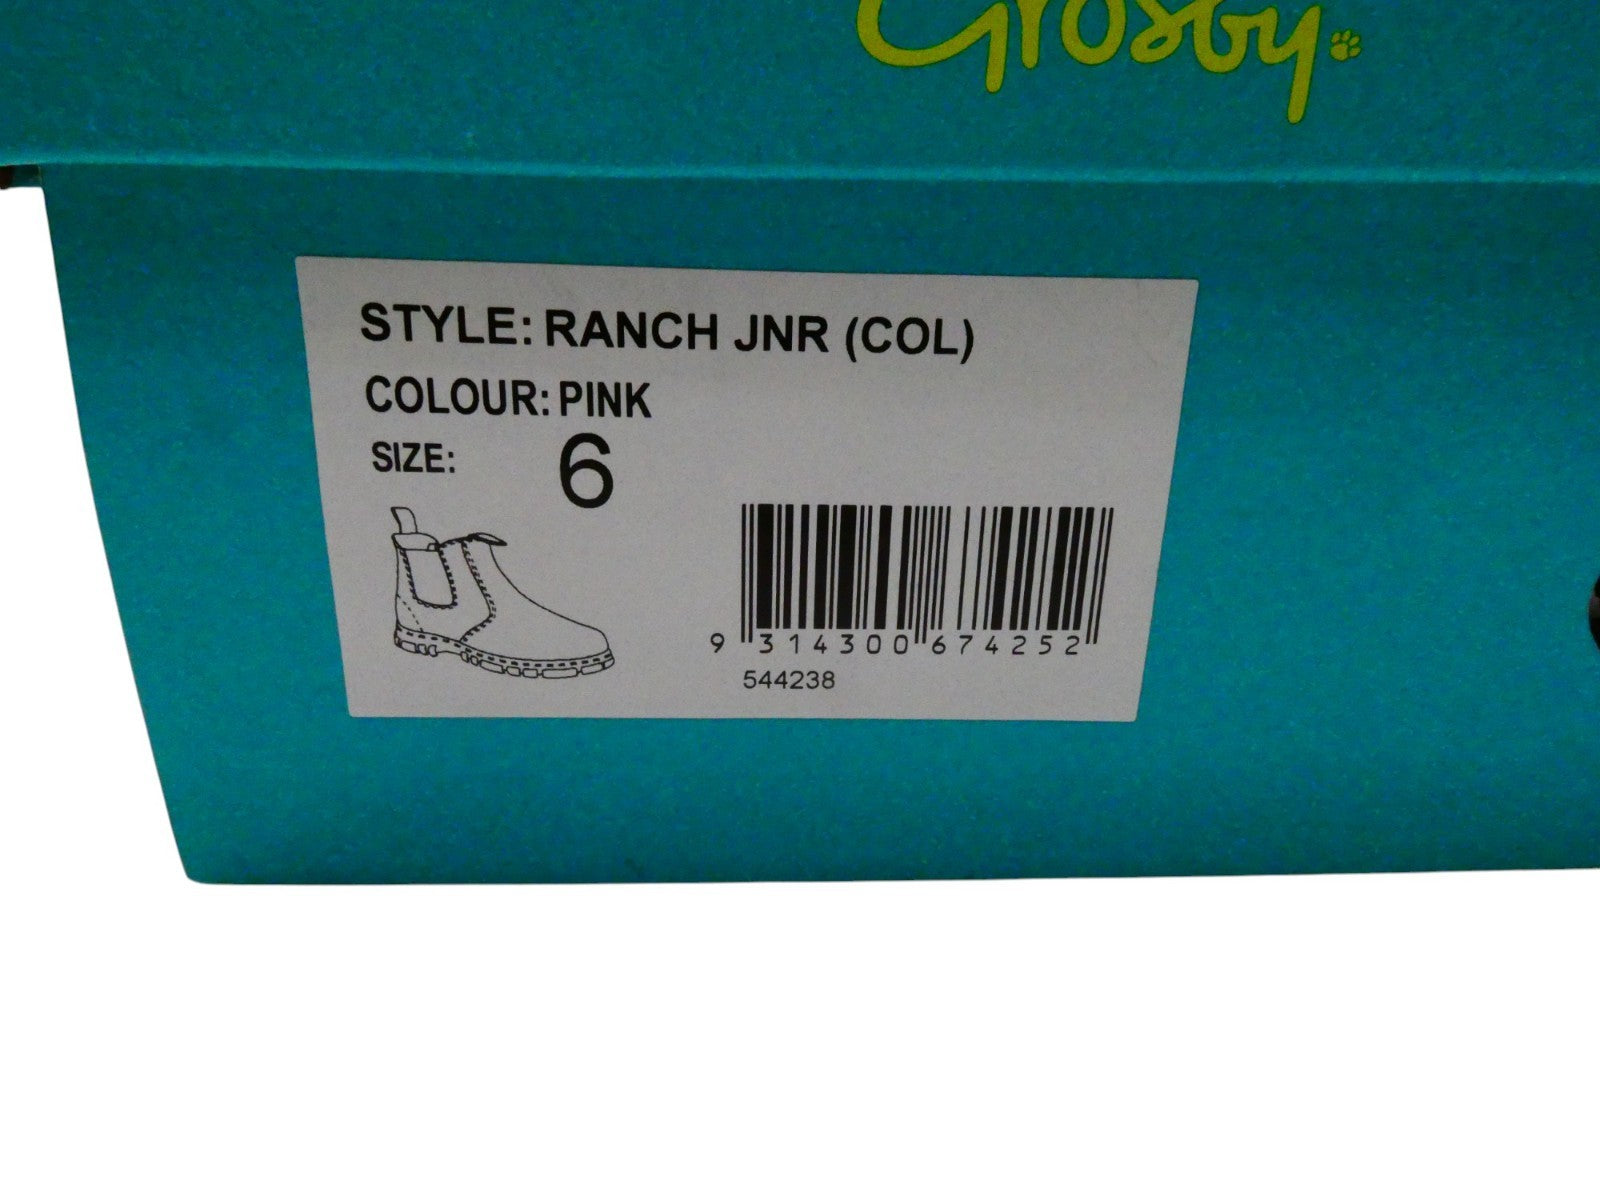 Grosby
STYLE: RANCH JNR (COL)
COLOUR: PINK
SIZE: 6
9 314300 674252
544238